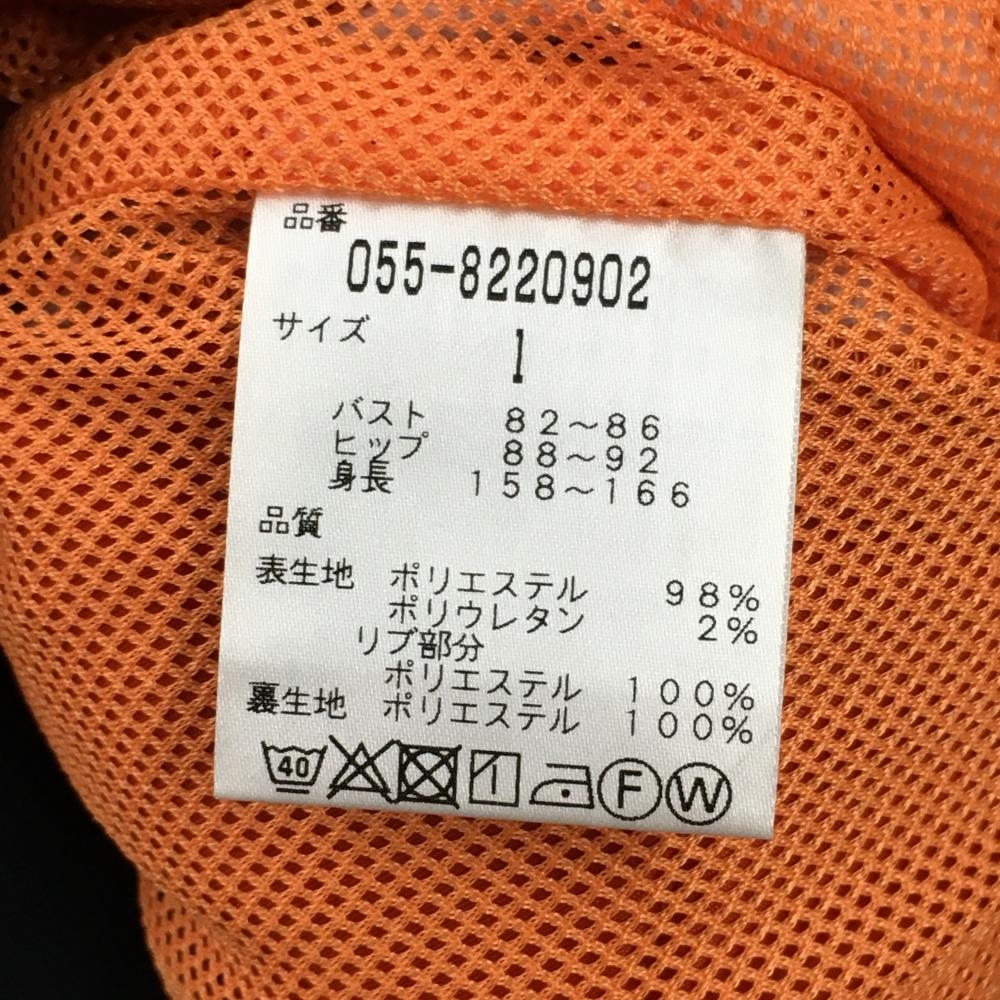 品番
055-8220902
サイズ 1
バスト 82～86
ヒップ 88～92
身長 158～166
品質
表生地 ポリエステル 98%
ポリウレタン 2%
リブ部分
ポリエステル 100%
裏生地 ポリエステル 100%
40 F W